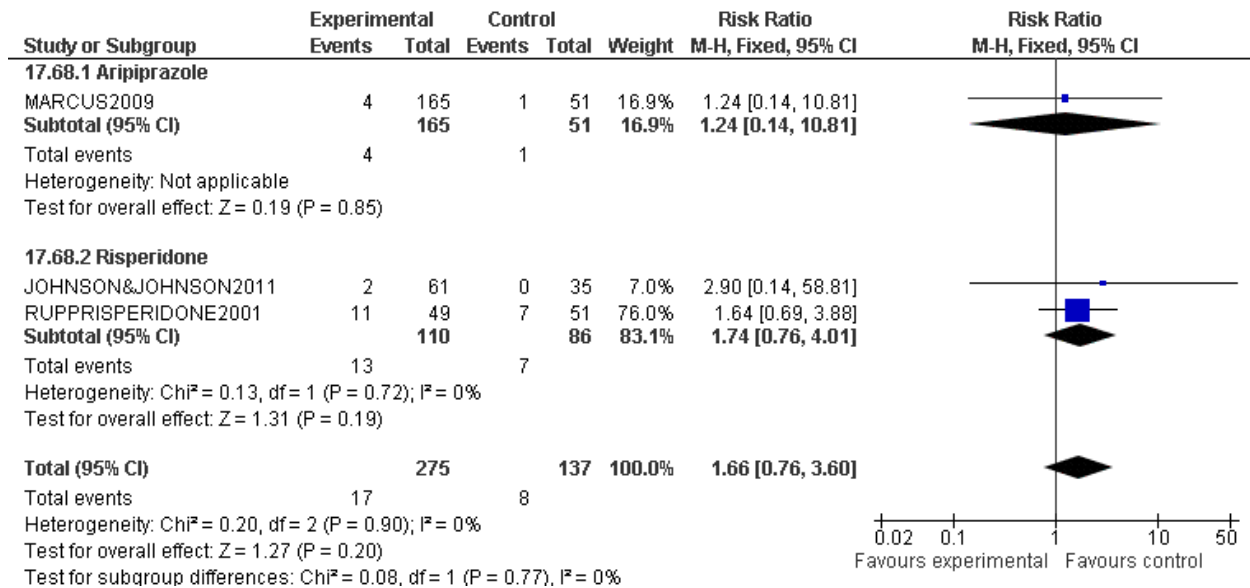 Experimental Control Risk Ratio Risk Ratio
Study or Subgroup Events Total Events Total Weight M-H, Fixed, 95% CI M-H, Fixed, 95% CI
17.68.1 Aripiprazole
MARCUS2009 4 165 1 51 16.9% 1.24 [0.14, 10.81]
Subtotal (95% CI) 165 51 16.9% 1.24 [0.14, 10.81]
Total events 4 1
Heterogeneity: Not applicable
Test for overall effect: Z = 0.19 (P = 0.85)
17.68.2 Risperidone
JOHNSON&JOHNSON2011 2 61 0 35 7.0% 2.90 [0.14, 58.81]
RUPPRISPERIDONE2001 11 49 7 51 76.0% 1.64 [0.69, 3.88]
Subtotal (95% CI) 110 86 83.1% 1.74 [0.76, 4.01]
Total events 13 7
Heterogeneity: Chi² = 0.13, df = 1 (P = 0.72); I² = 0%
Test for overall effect: Z = 1.31 (P = 0.19)
Total (95% CI) 275 137 100.0% 1.66 [0.76, 3.60]
Total events 17 8
Heterogeneity: Chi² = 0.20, df = 2 (P = 0.90); I² = 0%
Test for overall effect: Z = 1.27 (P = 0.20)
Test for subgroup differences: Chi² = 0.08, df = 1 (P = 0.77), I² = 0%
0.02 0.1 1 10 50
Favours experimental Favours control